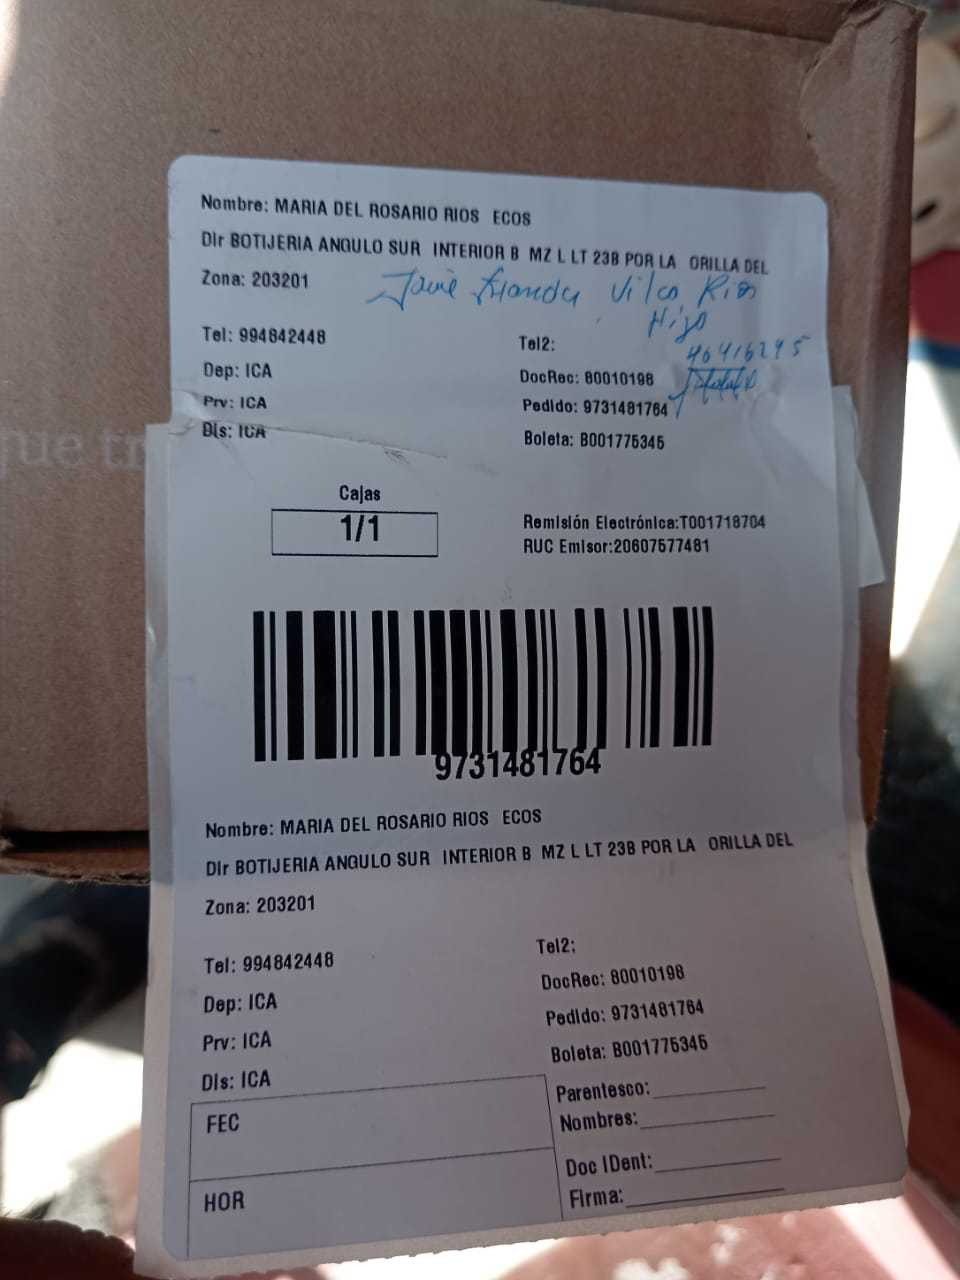 Nombre: MARIA DEL ROSARIO RIOS ECOS
Dir BOTIJERIA ANGULO SUR INTERIOR B MZ L LT 23B POR LA ORILLA DEL
Zona: 203201
Vilca Rios
Hijo
46416295
Tel: 994842448
Tel2:
Dep: ICA
DocRec: 80010198
Prv: ICA
Pedido: 9731481764
Dis: ICA
Boleta: B001775345
que tr
Cajas
1/1
Remisión Electrónica:T001718704
RUC Emisor:20607577481
9731481764
Nombre: MARIA DEL ROSARIO RIOS ECOS
Dir BOTIJERIA ANGULO SUR INTERIOR B MZ L LT 23B POR LA ORILLA DEL
Zona: 203201
Tel: 994842448
Tel2:
Dep: ICA
DocRec: 80010198
Prv: ICA
Pedido: 9731481764
Dis: ICA
Boleta: B001775345
FEC
Parentesco:
Nombres:
HOR
Doc IDent:
Firma: